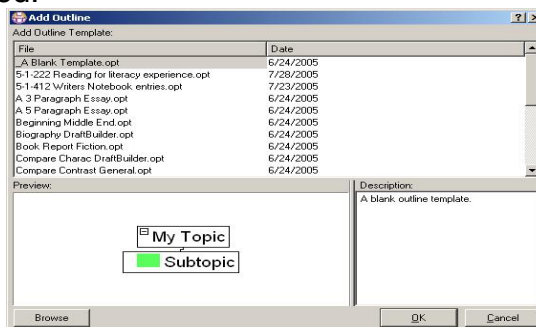 Add Outline
Add Outline Template:
File Date
_A Blank Template.opt 6/24/2005
5-1-222 Reading for literacy experience.opt 7/28/2005
5-1-412 Writers Notebook entries.opt 7/23/2005
A 3 Paragraph Essay.opt 6/24/2005
A 5 Paragraph Essay.opt 6/24/2005
Beginning Middle End.opt 6/24/2005
Biography DraftBuilder.opt 6/24/2005
Book Report Fiction.opt 6/24/2005
Compare Charac DraftBuilder.opt 6/24/2005
Compare Contrast General.opt 6/24/2005
Preview: Description:
A blank outline template.
My Topic
Subtopic
Browse OK Cancel